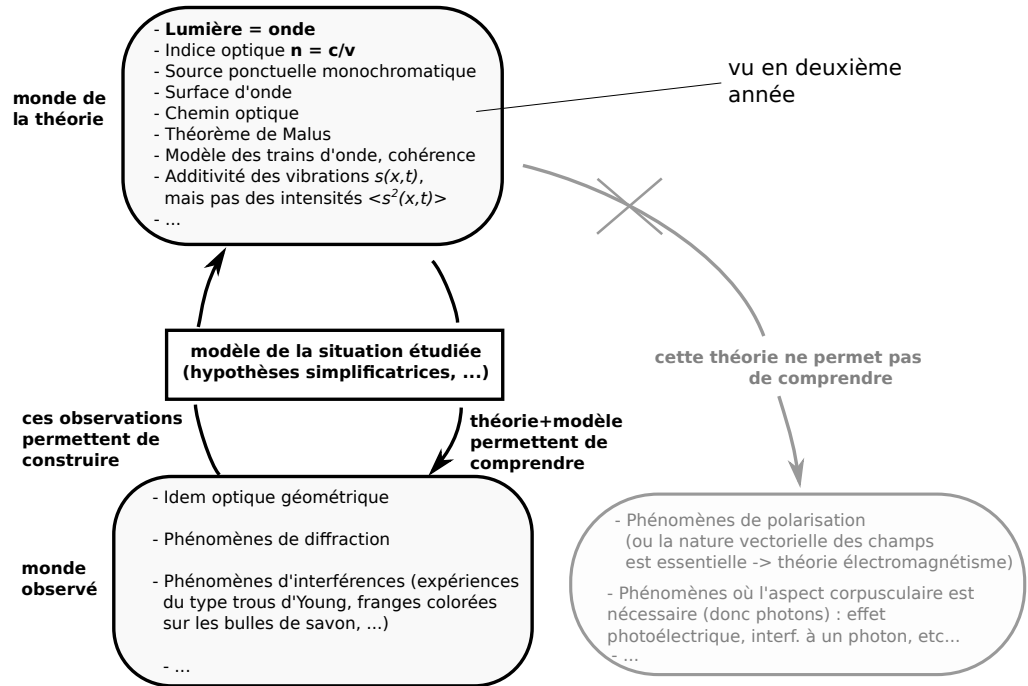 monde de
la théorie
- Lumière = onde
- Indice optique n = c/v
- Source ponctuelle monochromatique
- Surface d'onde
- Chemin optique
- Théorème de Malus
- Modèle des trains d'onde, cohérence
- Additivité des vibrations s(x,t),
mais pas des intensités <s²(x,t)>
- ...
vu en deuxième
année
modèle de la situation étudiée
(hypothèses simplificatrices, ...)
cette théorie ne permet pas
de comprendre
ces observations
permettent de
construire
théorie+modèle
permettent de
comprendre
monde
observé
- Idem optique géométrique
- Phénomènes de diffraction
- Phénomènes d'interférences (expériences
du type trous d'Young, franges colorées
sur les bulles de savon, ...)
- ...
- Phénomènes de polarisation
(ou la nature vectorielle des champs
est essentielle -> théorie électromagnétisme)
- Phénomènes où l'aspect corpusculaire est
nécessaire (donc photons) : effet
photoélectrique, interf. à un photon, etc...
- ...